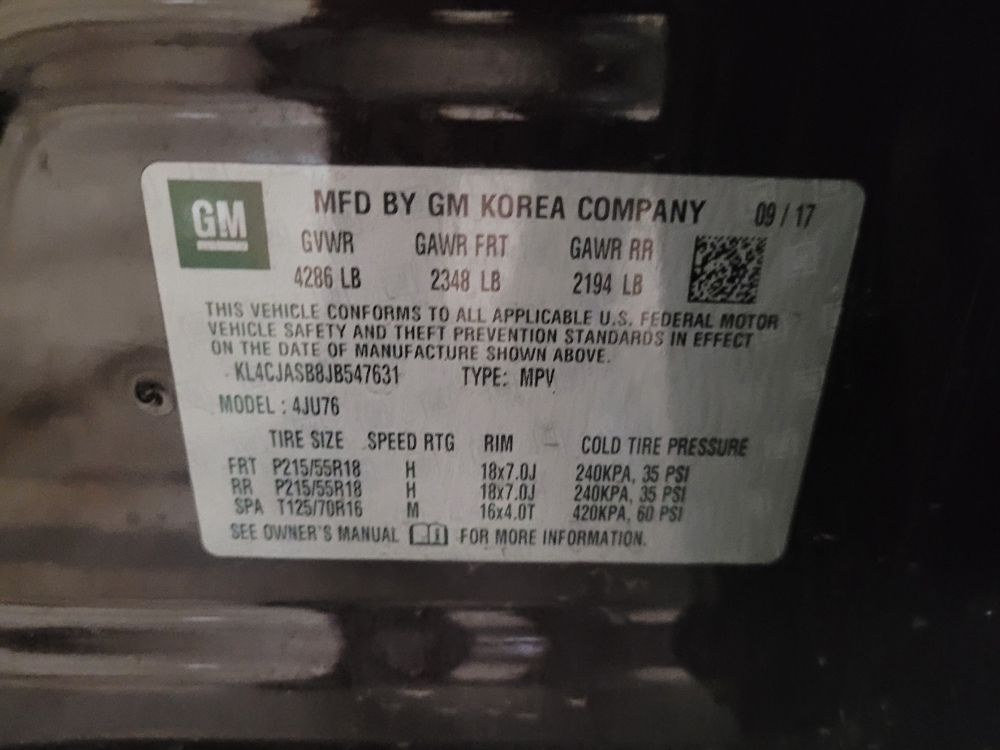 GM
MFD BY GM KOREA COMPANY 09 / 17
GVWR GAWR FRT GAWR RR
4286 LB 2348 LB 2194 LB
THIS VEHICLE CONFORMS TO ALL APPLICABLE U.S. FEDERAL MOTOR
VEHICLE SAFETY AND THEFT PREVENTION STANDARDS IN EFFECT
ON THE DATE OF MANUFACTURE SHOWN ABOVE.
KL4CJASB8JB547631 TYPE: MPV
MODEL : 4JU76
TIRE SIZE SPEED RTG RIM COLD TIRE PRESSURE
FRT P215/55R18 H 18x7.0J 240KPA, 35 PSI
RR P215/55R18 H 18x7.0J 240KPA, 35 PSI
SPA T125/70R16 M 16x4.0T 420KPA, 60 PSI
SEE OWNER'S MANUAL FOR MORE INFORMATION.